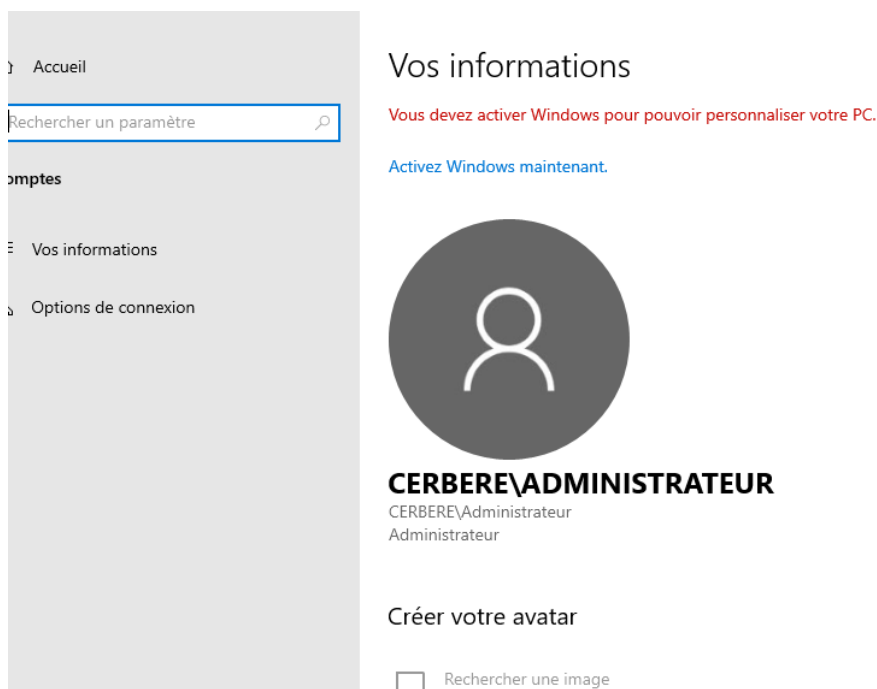 Accueil
Rechercher un paramètre
omptes
Vos informations
Options de connexion
Vos informations
Vous devez activer Windows pour pouvoir personnaliser votre PC.
Activez Windows maintenant.
CERBERE\ADMINISTRATEUR
CERBERE\Administrateur
Administrateur
Créer votre avatar
Rechercher une image